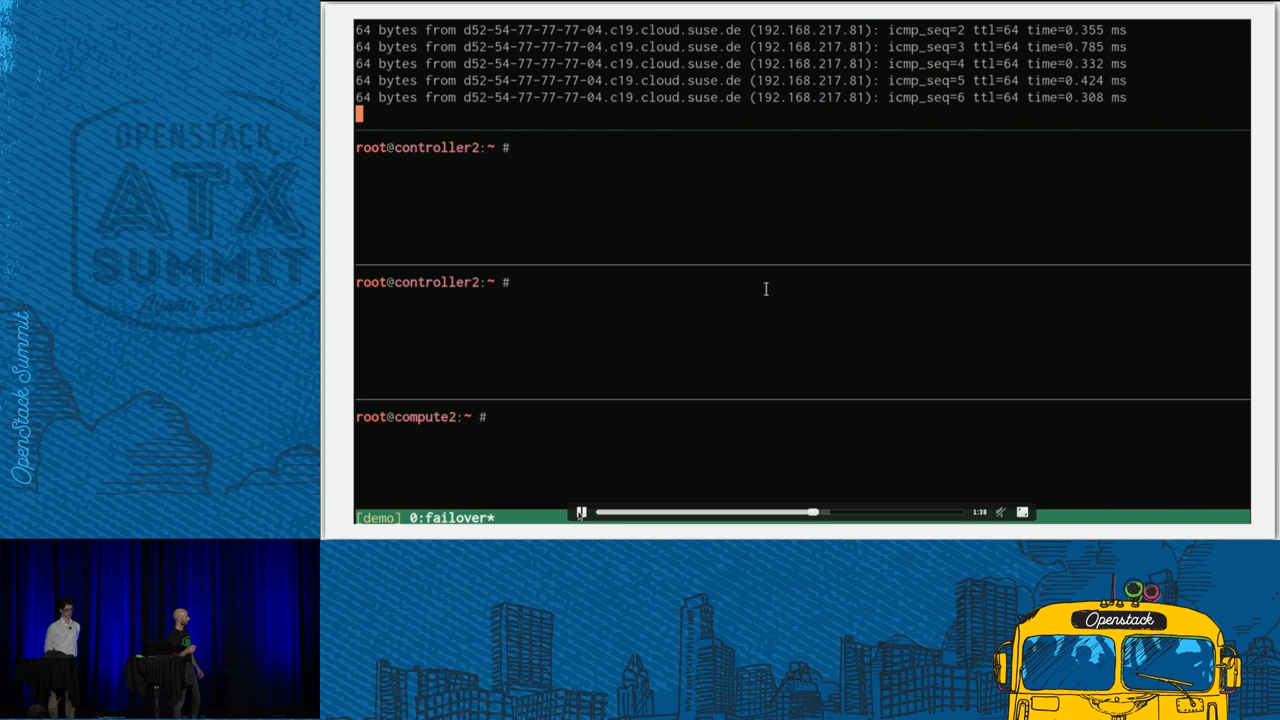 64 bytes from d52-54-77-77-77-04.c19.cloud.suse.de (192.168.217.81): icmp_seq=2 ttl=64 time=0.355 ms
64 bytes from d52-54-77-77-77-04.c19.cloud.suse.de (192.168.217.81): icmp_seq=3 ttl=64 time=0.785 ms
64 bytes from d52-54-77-77-77-04.c19.cloud.suse.de (192.168.217.81): icmp_seq=4 ttl=64 time=0.332 ms
64 bytes from d52-54-77-77-77-04.c19.cloud.suse.de (192.168.217.81): icmp_seq=5 ttl=64 time=0.424 ms
64 bytes from d52-54-77-77-77-04.c19.cloud.suse.de (192.168.217.81): icmp_seq=6 ttl=64 time=0.308 ms
root@controller2:~ #
root@controller2:~ #
root@compute2:~ #
[demo] 0:failover*
1:38
OPENSTACK
ATX
SUMMIT
Austin 2016
OpenStack Summit
Openstack